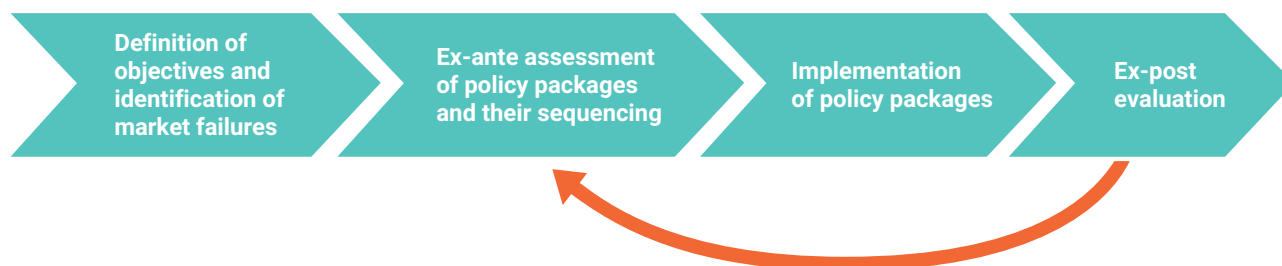 Definition of
objectives and
identification of
market failures
Ex-ante assessment
of policy packages
and their sequencing
Implementation
of policy packages
Ex-post
evaluation